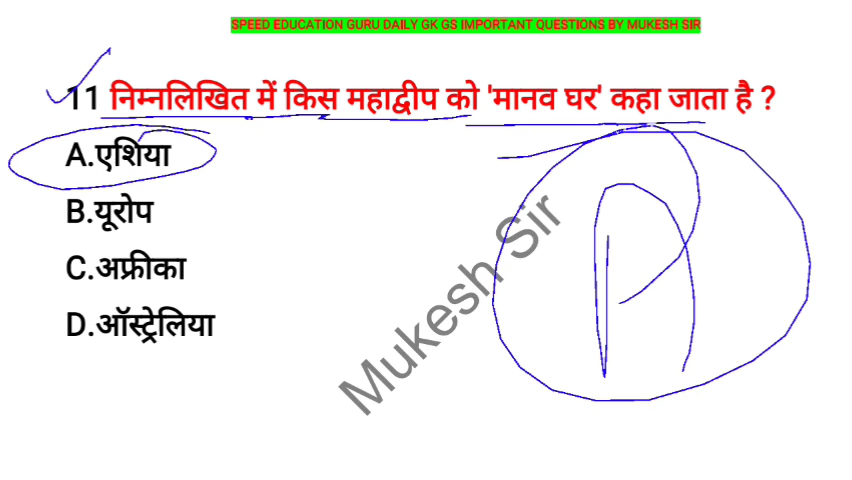 SPEED EDUCATION GURU DAILY GK GS IMPORTANT QUESTIONS BY MUKESH SIR
11 निम्नलिखित में किस महाद्वीप को 'मानव घर' कहा जाता है ?
A.एशिया
B.यूरोप
C.अफ्रीका
D.ऑस्ट्रेलिया
Mukesh Sir